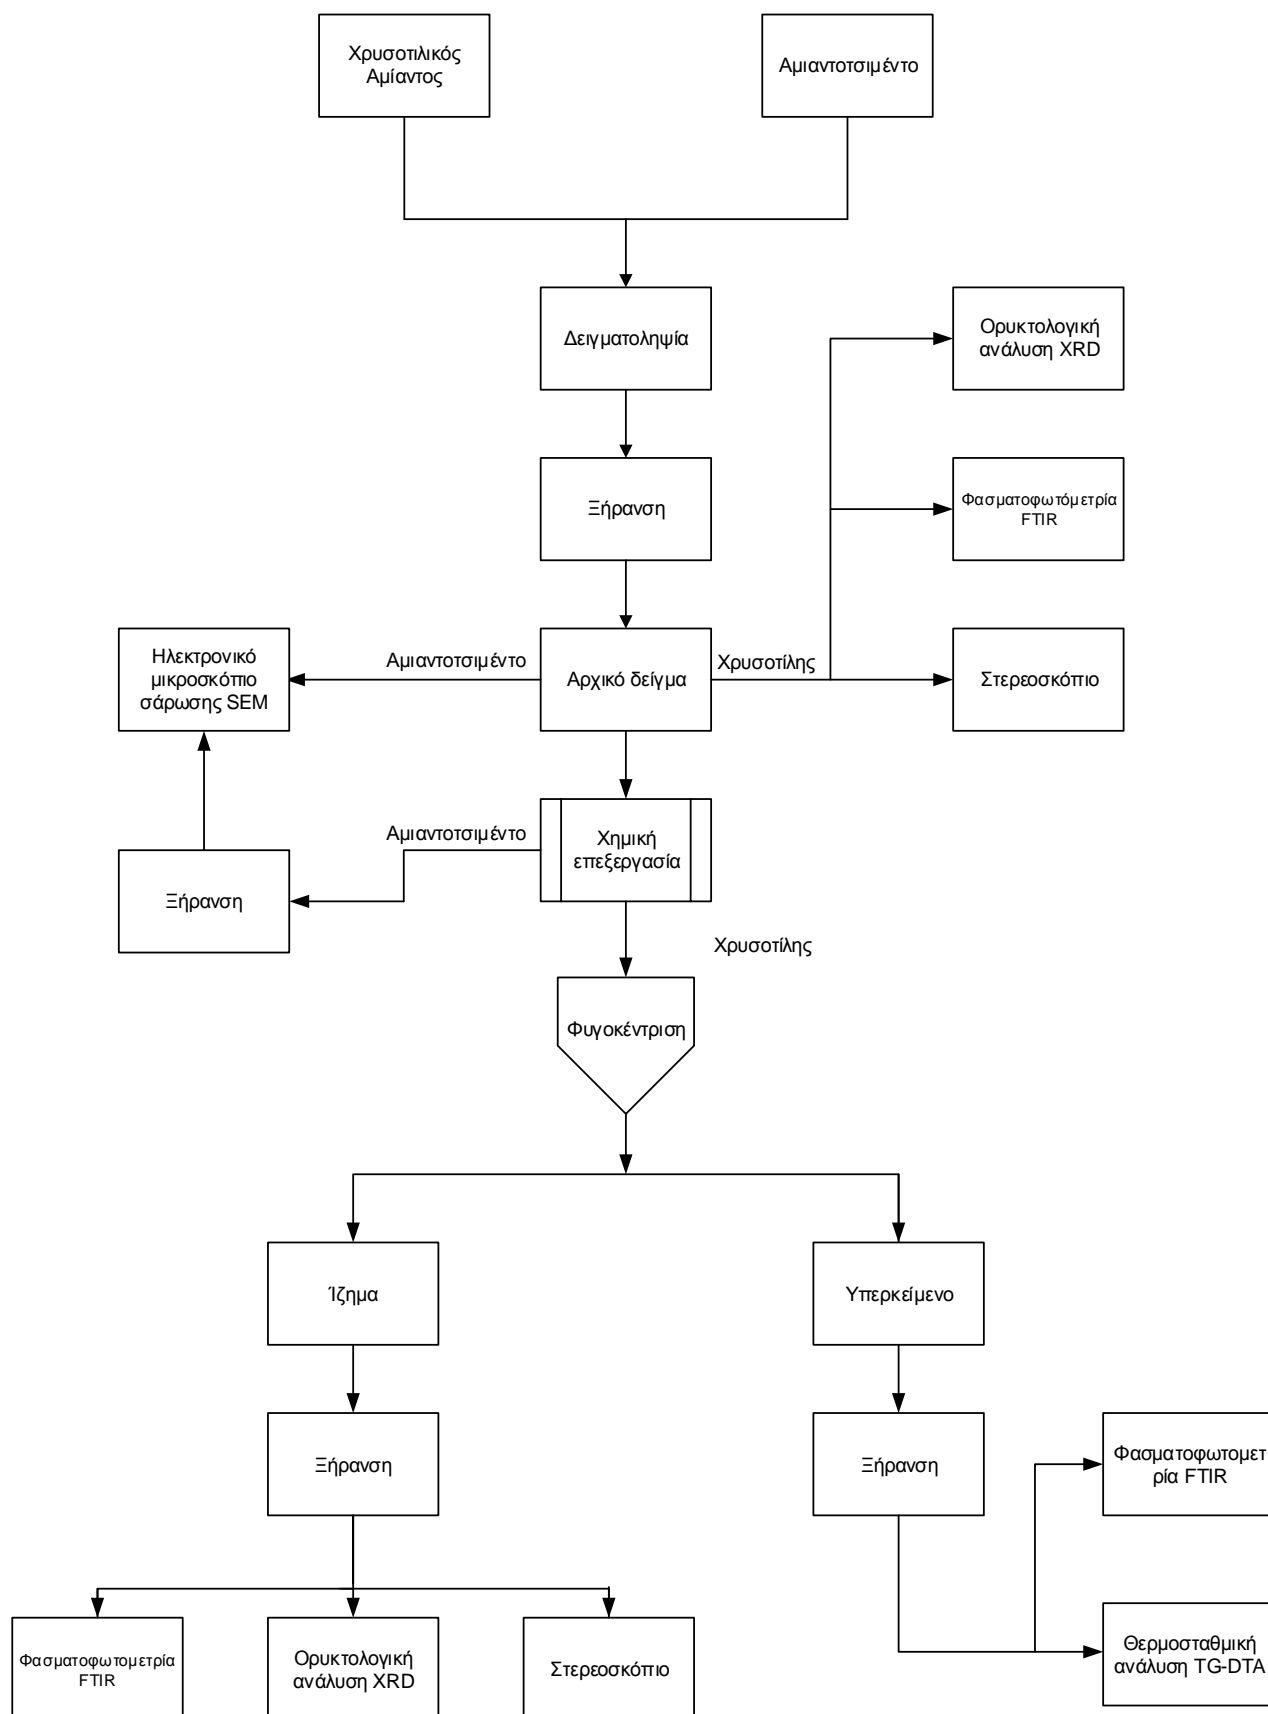 Χρυσοτιλικός
Αμίαντος
Αμιαντοτσιμέντο
Δειγματοληψία
Ορυκτολογική
ανάλυση XRD
Ξήρανση
Φασματοφωτόμετρία
FTIR
Ηλεκτρονικό
μικροσκόπιο
σάρωσης SEM
Αμιαντοτσιμέντο
Αρχικό δείγμα
Χρυσοτίλης
Στερεοσκόπιο
Αμιαντοτσιμέντο
Χημική
επεξεργασία
Ξήρανση
Χρυσοτίλης
Φυγοκέντριση
Ίζημα
Υπερκείμενο
Ξήρανση
Ξήρανση
Φασματοφωτομετ
ρία FTIR
Φασματοφωτομετρία
FTIR
Ορυκτολογική
ανάλυση XRD
Στερεοσκόπιο
Θερμοσταθμική
ανάλυση TG-DTA